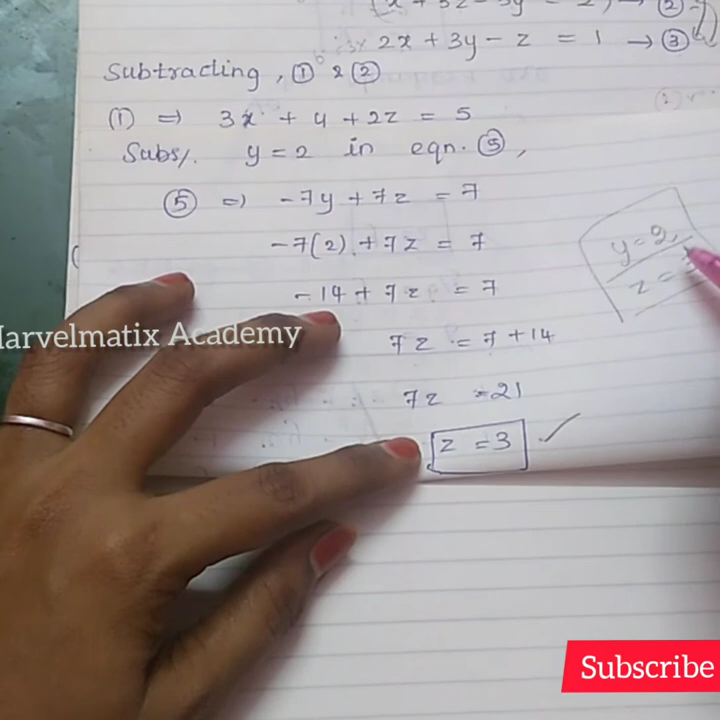 2x + 3y - z = 1 → ③
Subtracting, ① & ②
(1) ⇒ 3x + y + 2z = 5
Subs/. y = 2 in eqn. ⑤,
⑤ ⇒ -7y + 7z = 7
-7(2) + 7z = 7
y = 2,
z =
-14 + 7z = 7
Marvelmatix Academy
7z = 7 + 14
7z = 21
z = 3 ✓
Subscribe